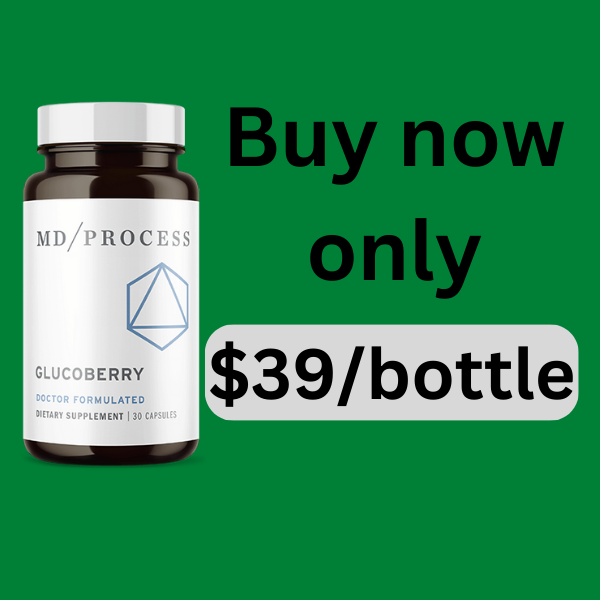 MD/PROCESS
GLUCOBERRY
DOCTOR FORMULATED
DIETARY SUPPLEMENT | 30 CAPSULES
Buy now
only
$39/bottle